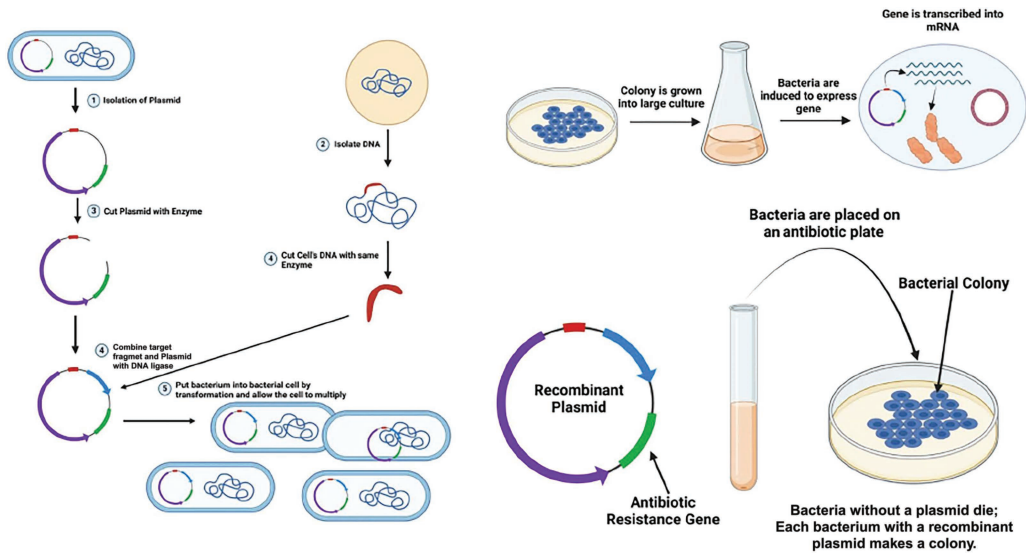 1 Isolation of Plasmid
2 Isolate DNA
3 Cut Plasmid with Enzyme
4 Cut Cell's DNA with same
Enzyme
4 Combine target
fragmet and Plasmid
with DNA ligase
5 Put bacterium into bacterial cell by
transformation and allow the cell to multiply
Colony is grown
into large culture
Bacteria are
induced to express
gene
Gene is transcribed into
mRNA
Recombinant
Plasmid
Antibiotic
Resistance Gene
Bacteria are placed on
an antibiotic plate
Bacterial Colony
Bacteria without a plasmid die;
Each bacterium with a recombinant
plasmid makes a colony.